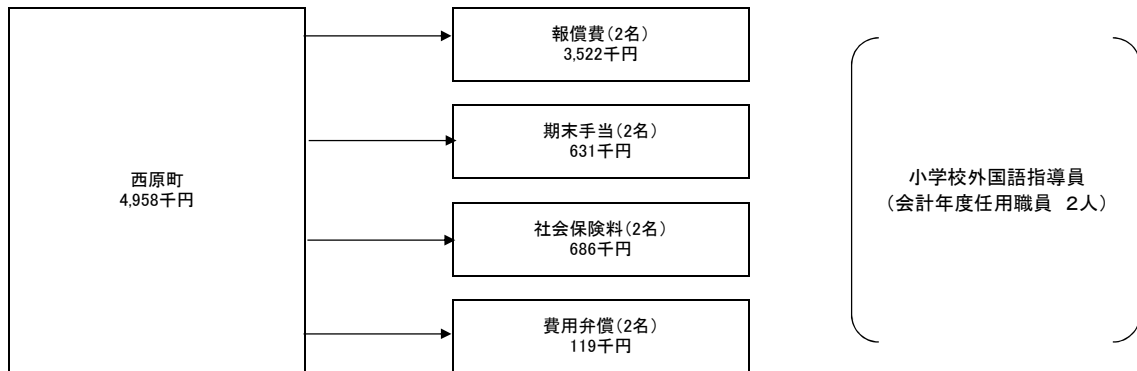 西原町
4,958千円
報償費(2名)
3,522千円
期末手当(2名)
631千円
社会保険料(2名)
686千円
費用弁償(2名)
119千円
小学校外国語指導員
(会計年度任用職員　2人)